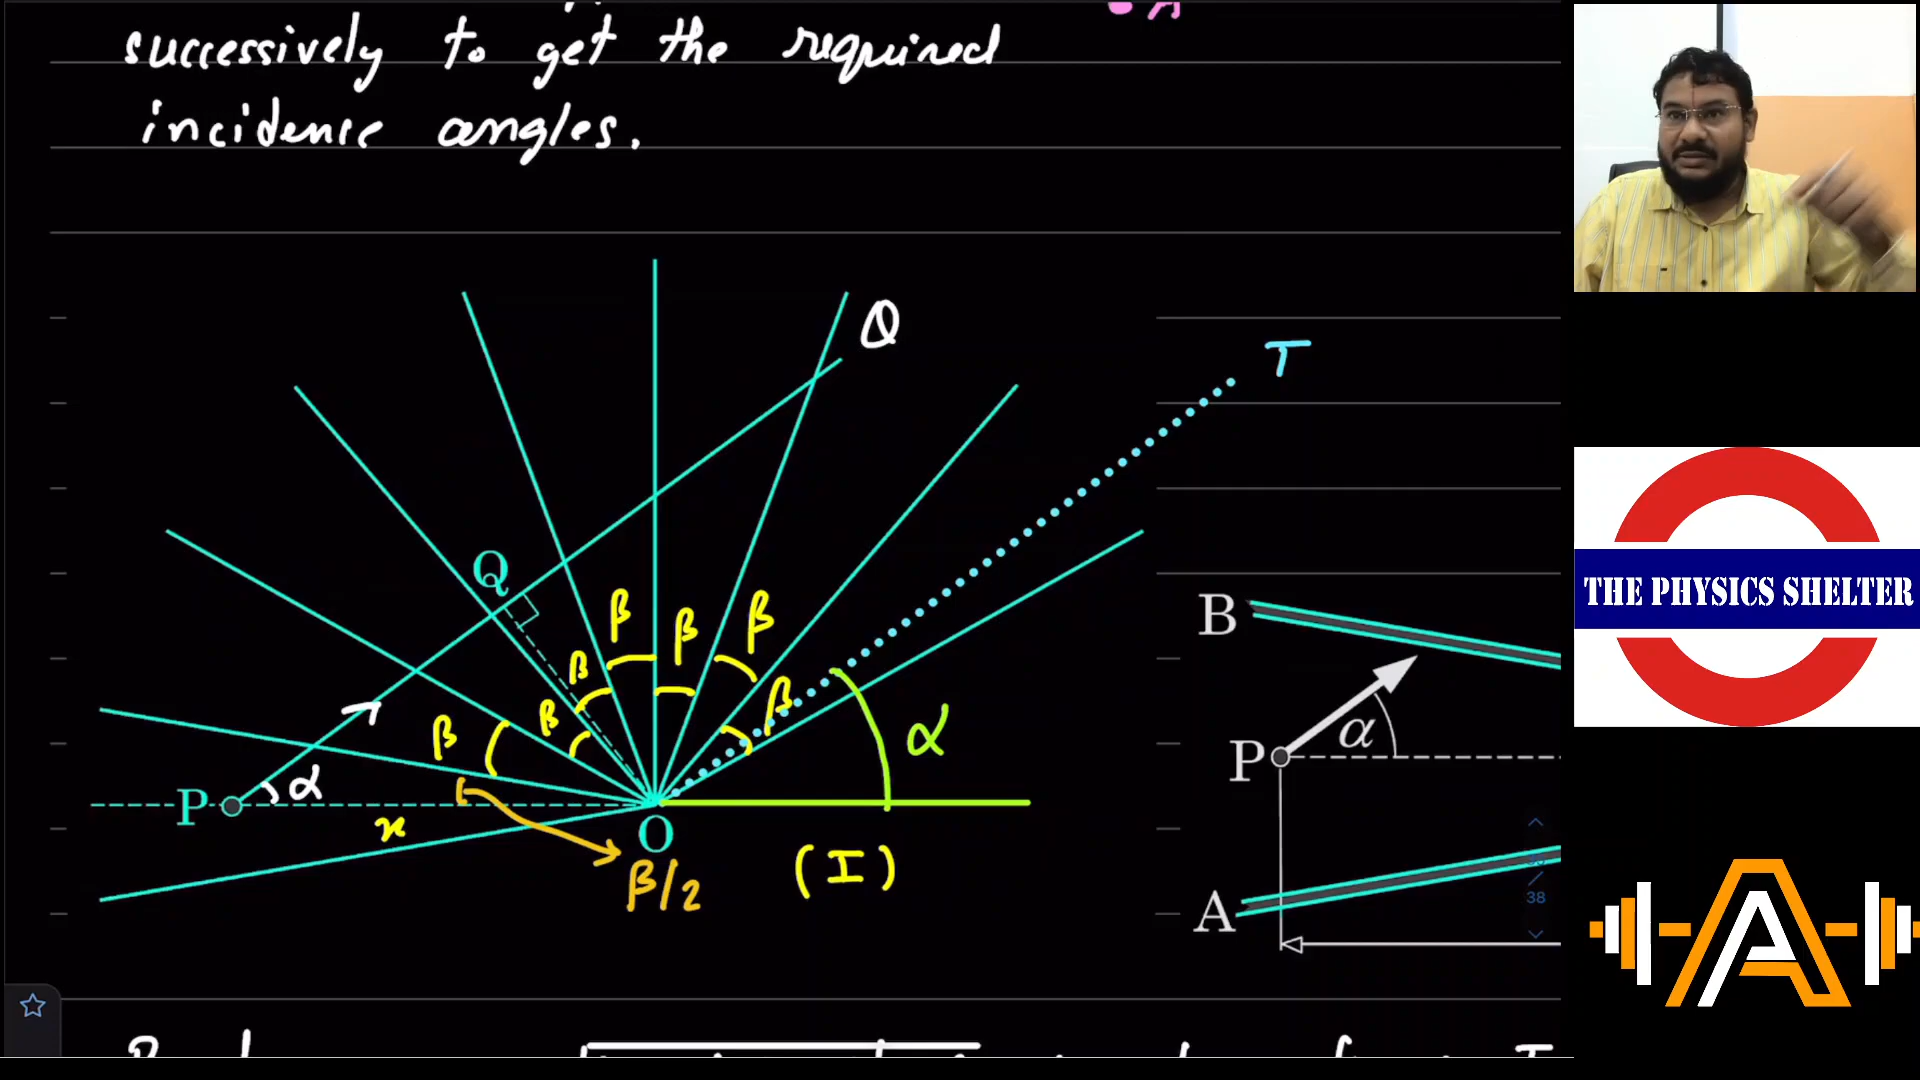 successively to get the required
incidence angles.
Q
T
Q
β
β
β
β
β
β
β
α
P
α
x
O
β/2
(I)
B
P
α
A
38
THE PHYSICS SHELTER
A